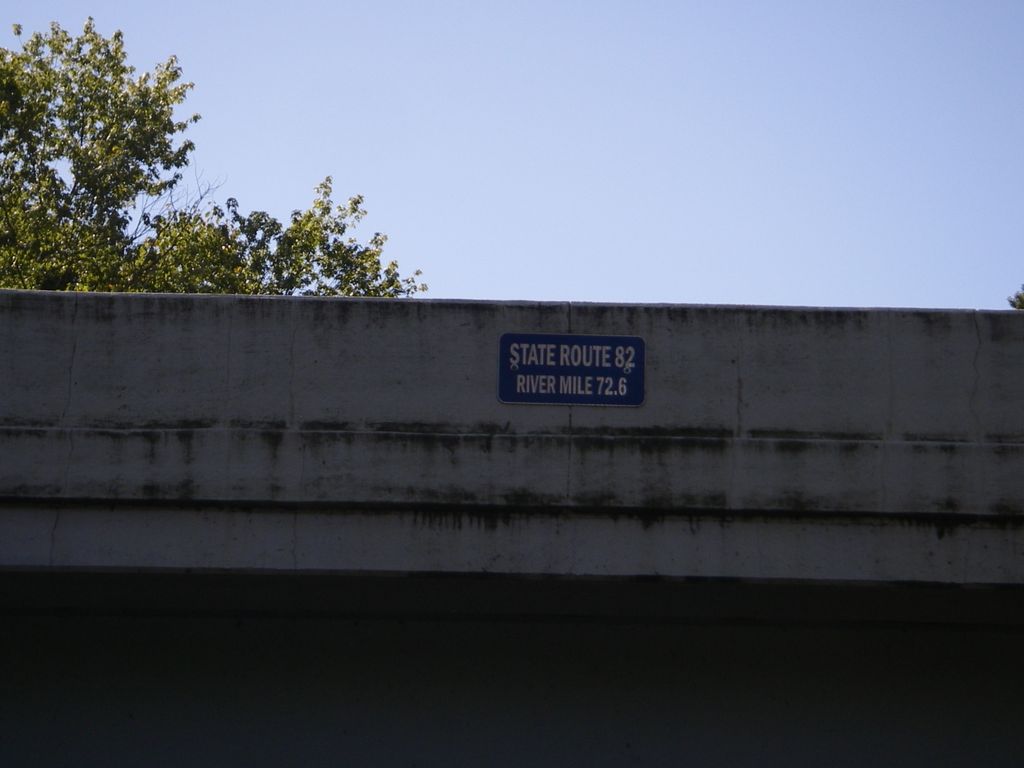 STATE ROUTE 82
RIVER MILE 72.6